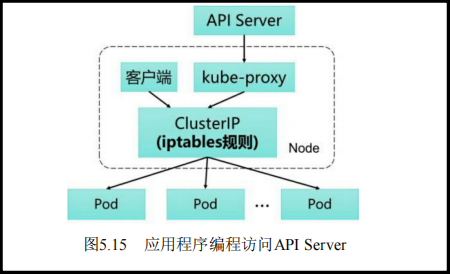 API Server
客户端
kube-proxy
ClusterIP
(iptables规则)
Node
Pod
Pod
...
Pod
图5.15 应用程序编程访问API Server